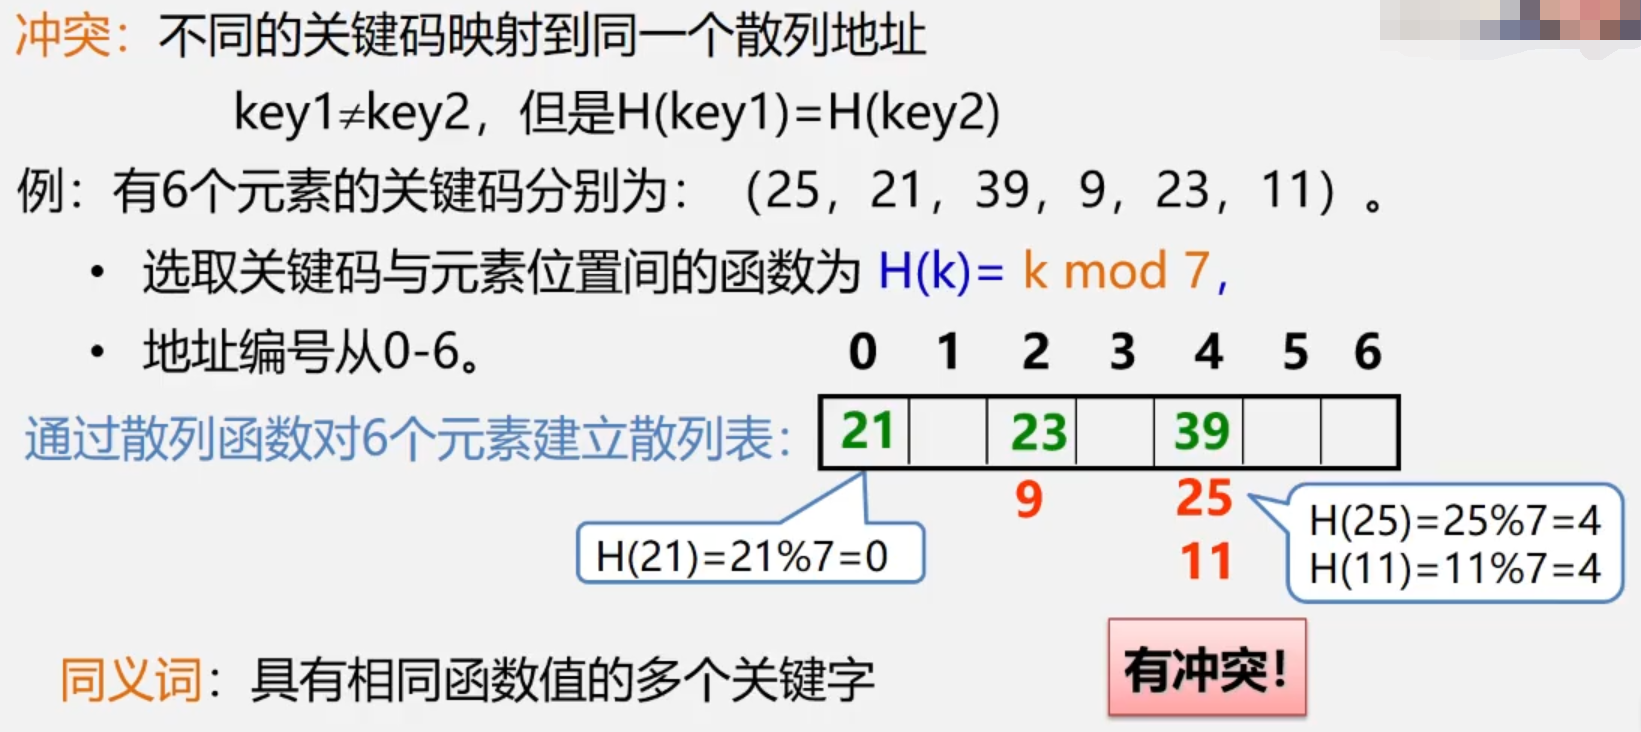 冲突：不同的关键码映射到同一个散列地址
key1≠key2，但是H(key1)=H(key2)
例：有6个元素的关键码分别为：（25，21，39，9，23，11）。
• 选取关键码与元素位置间的函数为 H(k)= k mod 7,
• 地址编号从0-6。
0 1 2 3 4 5 6
通过散列函数对6个元素建立散列表：
21 23 39
9 25
11
H(21)=21%7=0
H(25)=25%7=4
H(11)=11%7=4
同义词：具有相同函数值的多个关键字
有冲突！